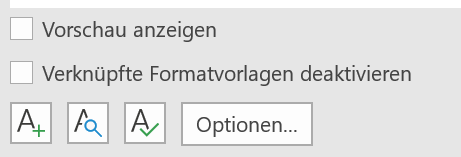 Vorschau anzeigen
Verknüpfte Formatvorlagen deaktivieren
Optionen...